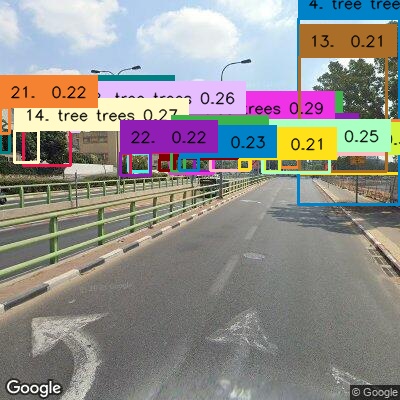 4. tree trees
13. 0.21
21. 0.22
tree trees 0.26
14. tree trees 0.27
trees 0.29
22. 0.22
0.23
0.21
0.25
Google
Google